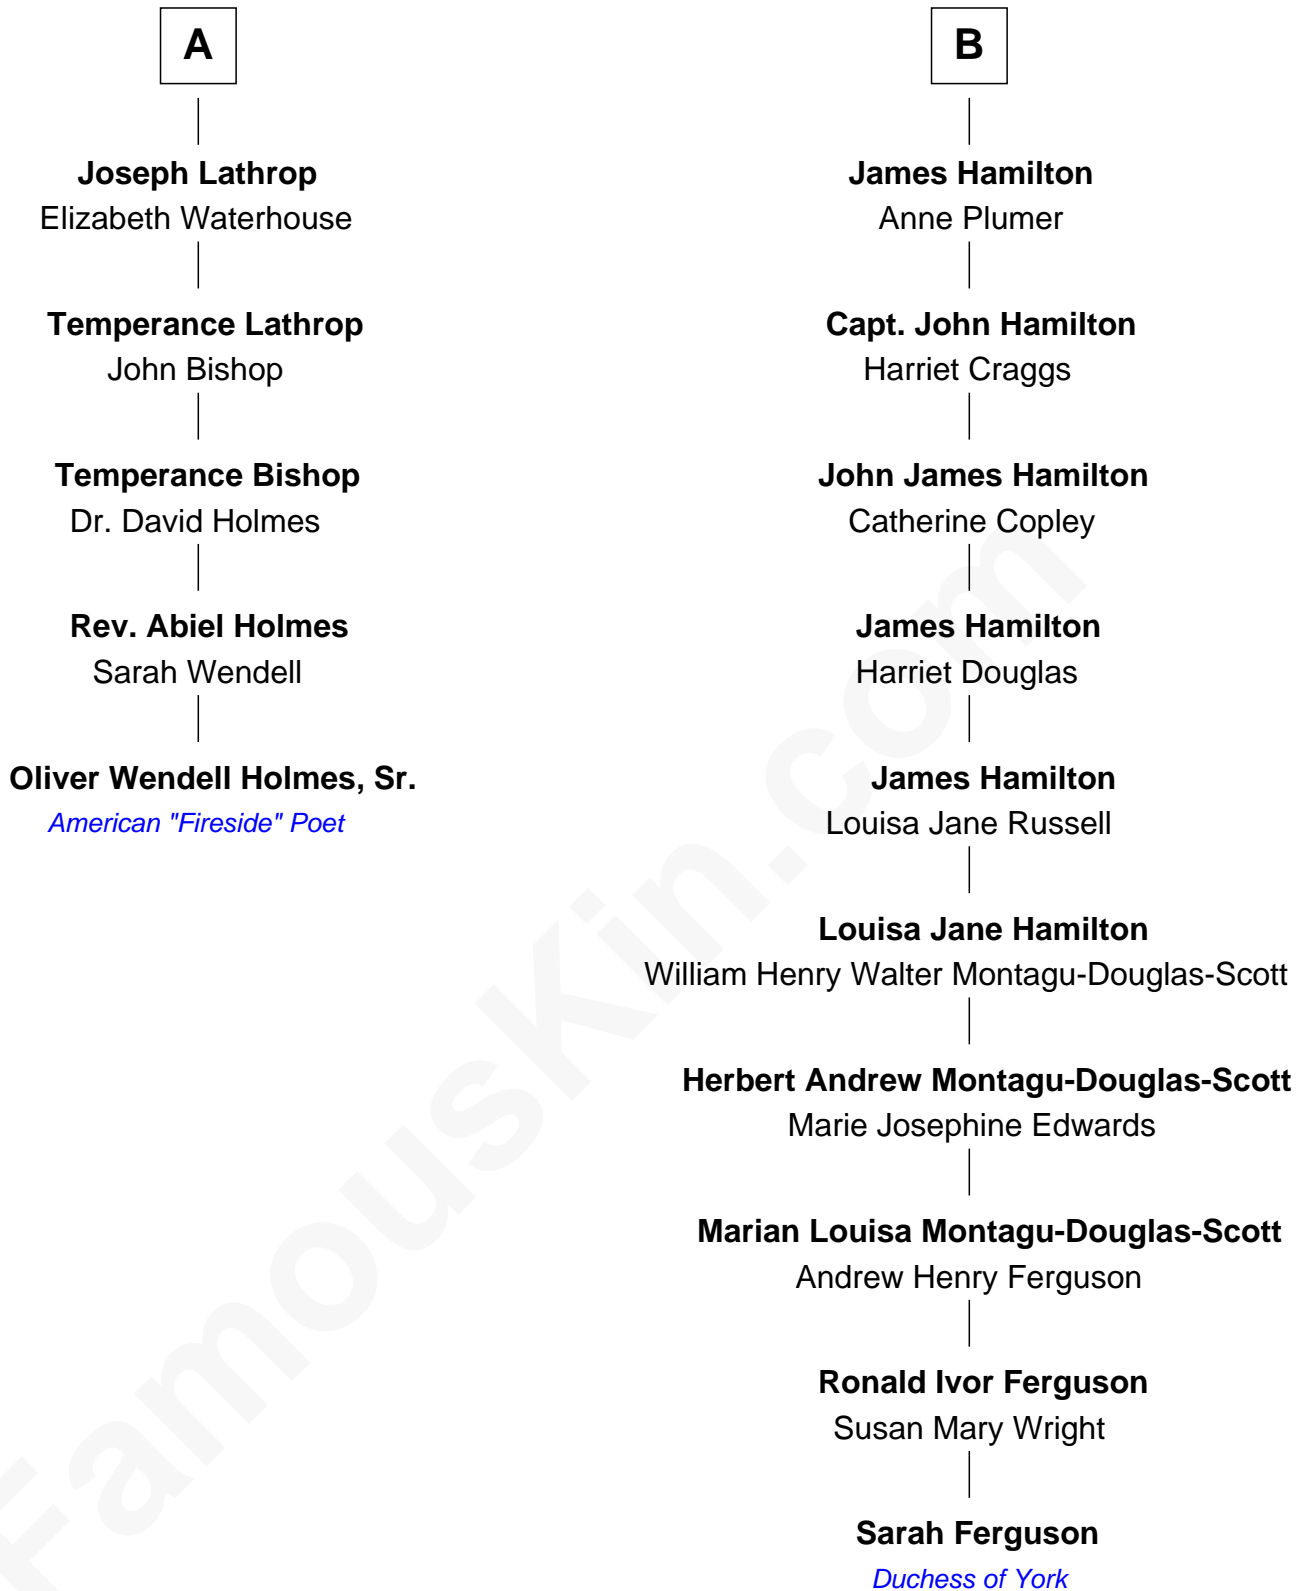 A
Joseph Lathrop
Elizabeth Waterhouse
Temperance Lathrop
John Bishop
Temperance Bishop
Dr. David Holmes
Rev. Abiel Holmes
Sarah Wendell
Oliver Wendell Holmes, Sr.
American "Fireside" Poet
B
James Hamilton
Anne Plumer
Capt. John Hamilton
Harriet Craggs
John James Hamilton
Catherine Copley
James Hamilton
Harriet Douglas
James Hamilton
Louisa Jane Russell
Louisa Jane Hamilton
William Henry Walter Montagu-Douglas-Scott
Herbert Andrew Montagu-Douglas-Scott
Marie Josephine Edwards
Marian Louisa Montagu-Douglas-Scott
Andrew Henry Ferguson
Ronald Ivor Ferguson
Susan Mary Wright
Sarah Ferguson
Duchess of York
FamousKin.com